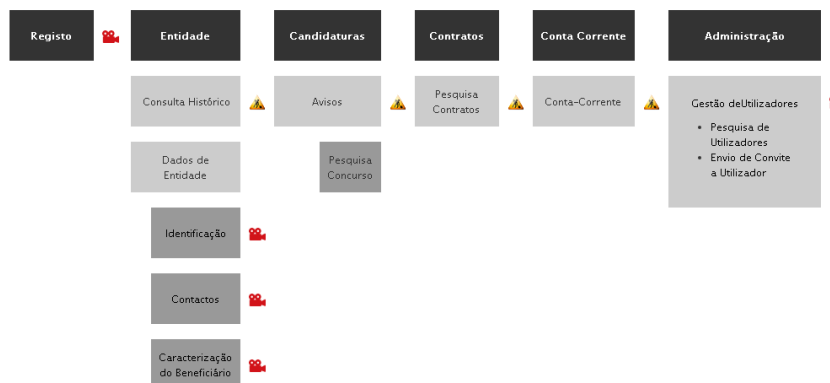 Registo
Entidade
Candidaturas
Contratos
Conta Corrente
Administração
Consulta Histórico
Avisos
Pesquisa
Contratos
Conta-Corrente
Gestão deUtilizadores
• Pesquisa de
Utilizadores
• Envio de Convite
a Utilizador
Dados de
Entidade
Pesquisa
Concurso
Identificação
Contactos
Caracterização
do Beneficiário